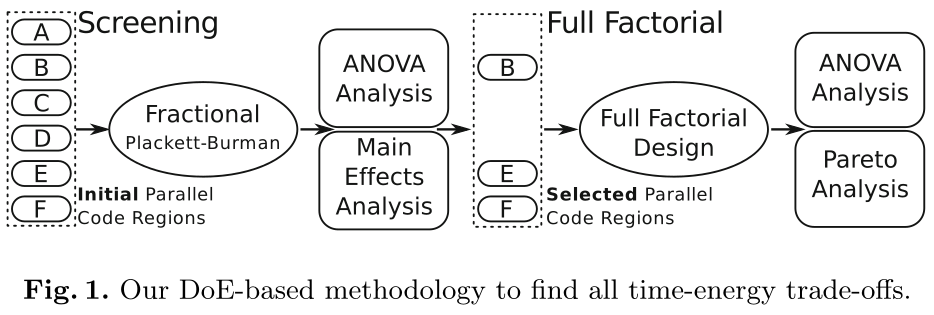 Screening
A
B
C
D
E
F
Initial Parallel
Code Regions
Fractional
Plackett-Burman
ANOVA
Analysis
Main
Effects
Analysis
Full Factorial
B
E
F
Selected Parallel
Code Regions
Full Factorial
Design
ANOVA
Analysis
Pareto
Analysis
Fig. 1. Our DoE-based methodology to find all time-energy trade-offs.